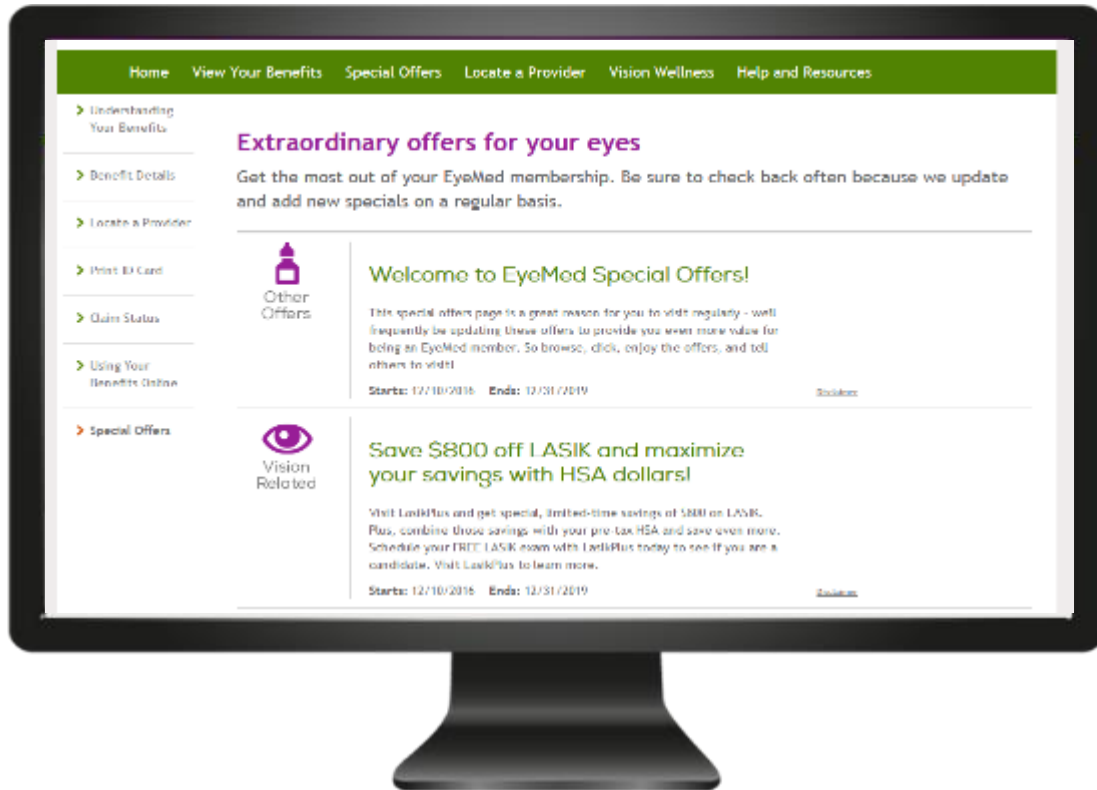 Home View Your Benefits Special Offers Locate a Provider Vision Wellness Help and Resources
Understanding
Your Benefits
Benefit Details
Locate a Provider
Print ID Card
Claim Status
Using Your
Benefits Online
Special Offers
Extraordinary offers for your eyes
Get the most out of your EyeMed membership. Be sure to check back often because we update
and add new specials on a regular basis.
Other
Offers
Welcome to EyeMed Special Offers!
This special offers page is a great reason for you to visit regulary - well
frequently be updating these offers to provide you even more value for
being an EyeMed member. So browse, click, enjoy the offers, and tell
others to visit!
Starts: 12/10/2016 Ends: 12/31/2019
Disclaimer
Vision
Related
Save $800 off LASIK and maximize
your savings with HSA dollars!
Visit LasikPlus and get special, limited-time savings of $800 on LASIK.
Plus, combine those savings with your pre-tax HSA and save even more.
Schedule your FREE LASIK exam with LasikPlus today to see if you are a
candidate. Visit LasikPlus to learn more.
Starts: 12/10/2016 Ends: 12/31/2019
Disclaimer